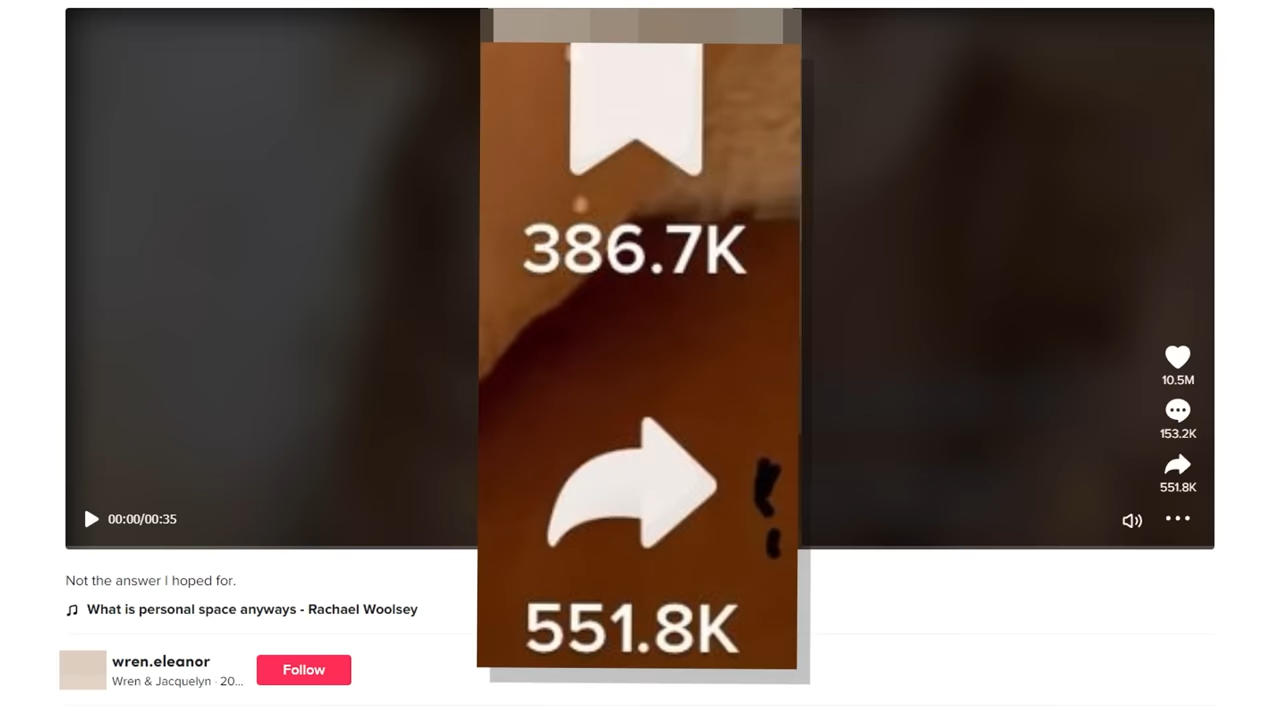 386.7K
551.8K
10.5M
153.2K
551.8K
00:00/00:35
Not the answer I hoped for.
What is personal space anyways - Rachael Woolsey
wren.eleanor
Wren & Jacquelyn · 20...
Follow